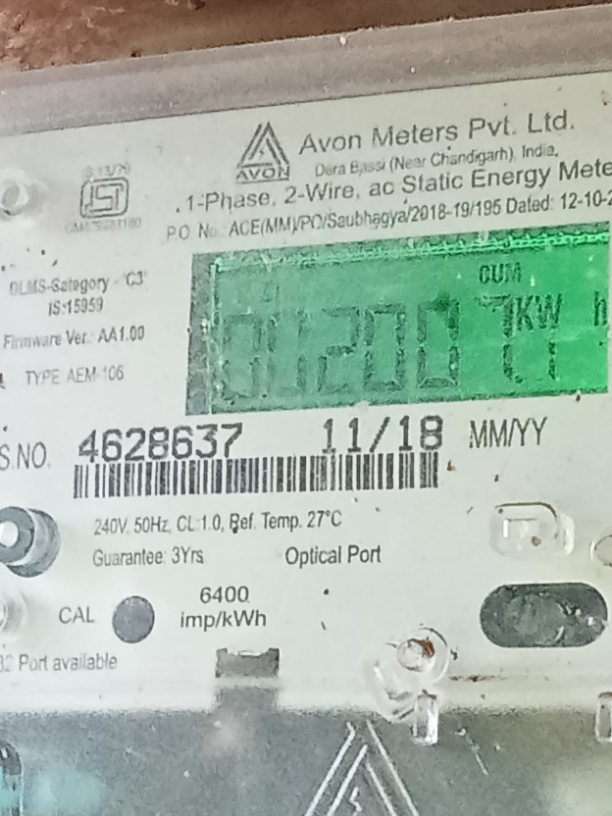 Avon Meters Pvt. Ltd.
AVON
Dera Bassi (Near Chandigarh), India,
1-Phase, 2-Wire, ac Static Energy Mete
P.O No.: ACE(MM)/PO/Saubhagya/2018-19/195 Dated: 12-10-2
ISI
DLMS-Category - C3
IS:15959
Firmware Ver.: AA1.00
TYPE AEM-106
CUM
KW h
S.NO. 4628637 11/18 MM/YY
240V, 50Hz, CL:1.0, Ref. Temp. 27°C
Guarantee: 3Yrs Optical Port
CAL
6400
imp/kWh
Port available